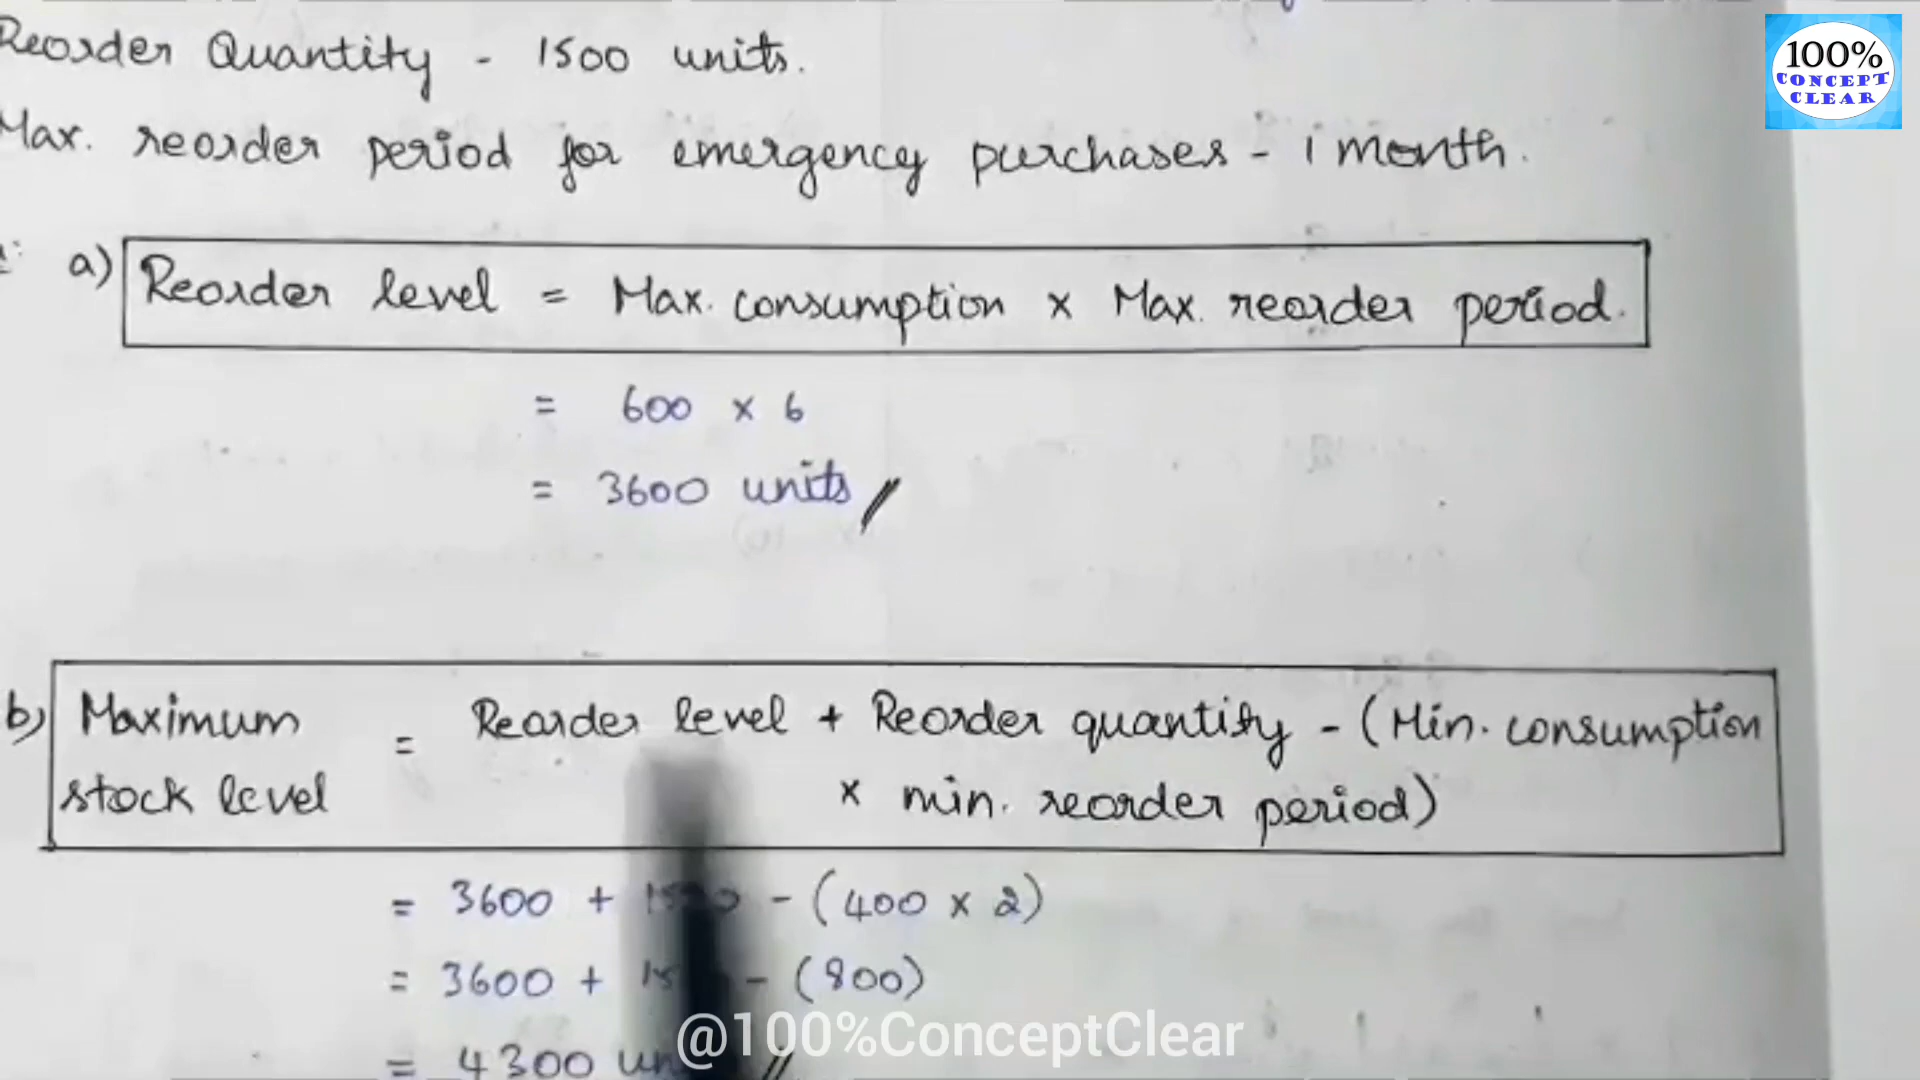 Reorder Quantity - 1500 units.
100%
CONCEPT
CLEAR
Max. reorder period for emergency purchases - 1 month.
a) Reorder level = Max. consumption x Max. reorder period.
= 600 x 6
= 3600 units
b) Maximum stock level = Reorder level + Reorder quantity - (Min. consumption
x min. reorder period)
= 3600 + - (400 x 2)
= 3600 + - (800)
= 4300
@100%ConceptClear